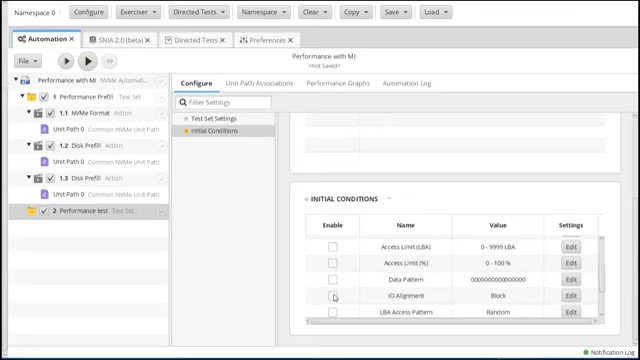 Namespace 0 Configure Exerciser Directed Tests Namespace Clear Copy Save Load
Automation SNIA 2.0 (beta) Directed Tests Preferences
File
Performance with MI
<Not Saved>
Performance with MI NVMe Automati...
1 Performance Prefill Test Set
1.1 NVMe Format Action
Unit Path 0 Common NVMe Unit Path
1.2 Disk Prefill Action
Unit Path 0 Common NVMe Unit Path
1.3 Disk Prefill Action
Unit Path 0 Common NVMe Unit Path
2 Performance test Test Set
Configure Unit Path Associations Performance Graphs Automation Log
Filter Settings
Test Set Settings
Initial Conditions
INITIAL CONDITIONS
Enable Name Value Settings
Access Limit (LBA) 0 - 9999 LBA Edit
Access Limit (%) 0 - 100 % Edit
Data Pattern 0000000000000000 Edit
IO Alignment Block Edit
LBA Access Pattern Random Edit
Notification Log